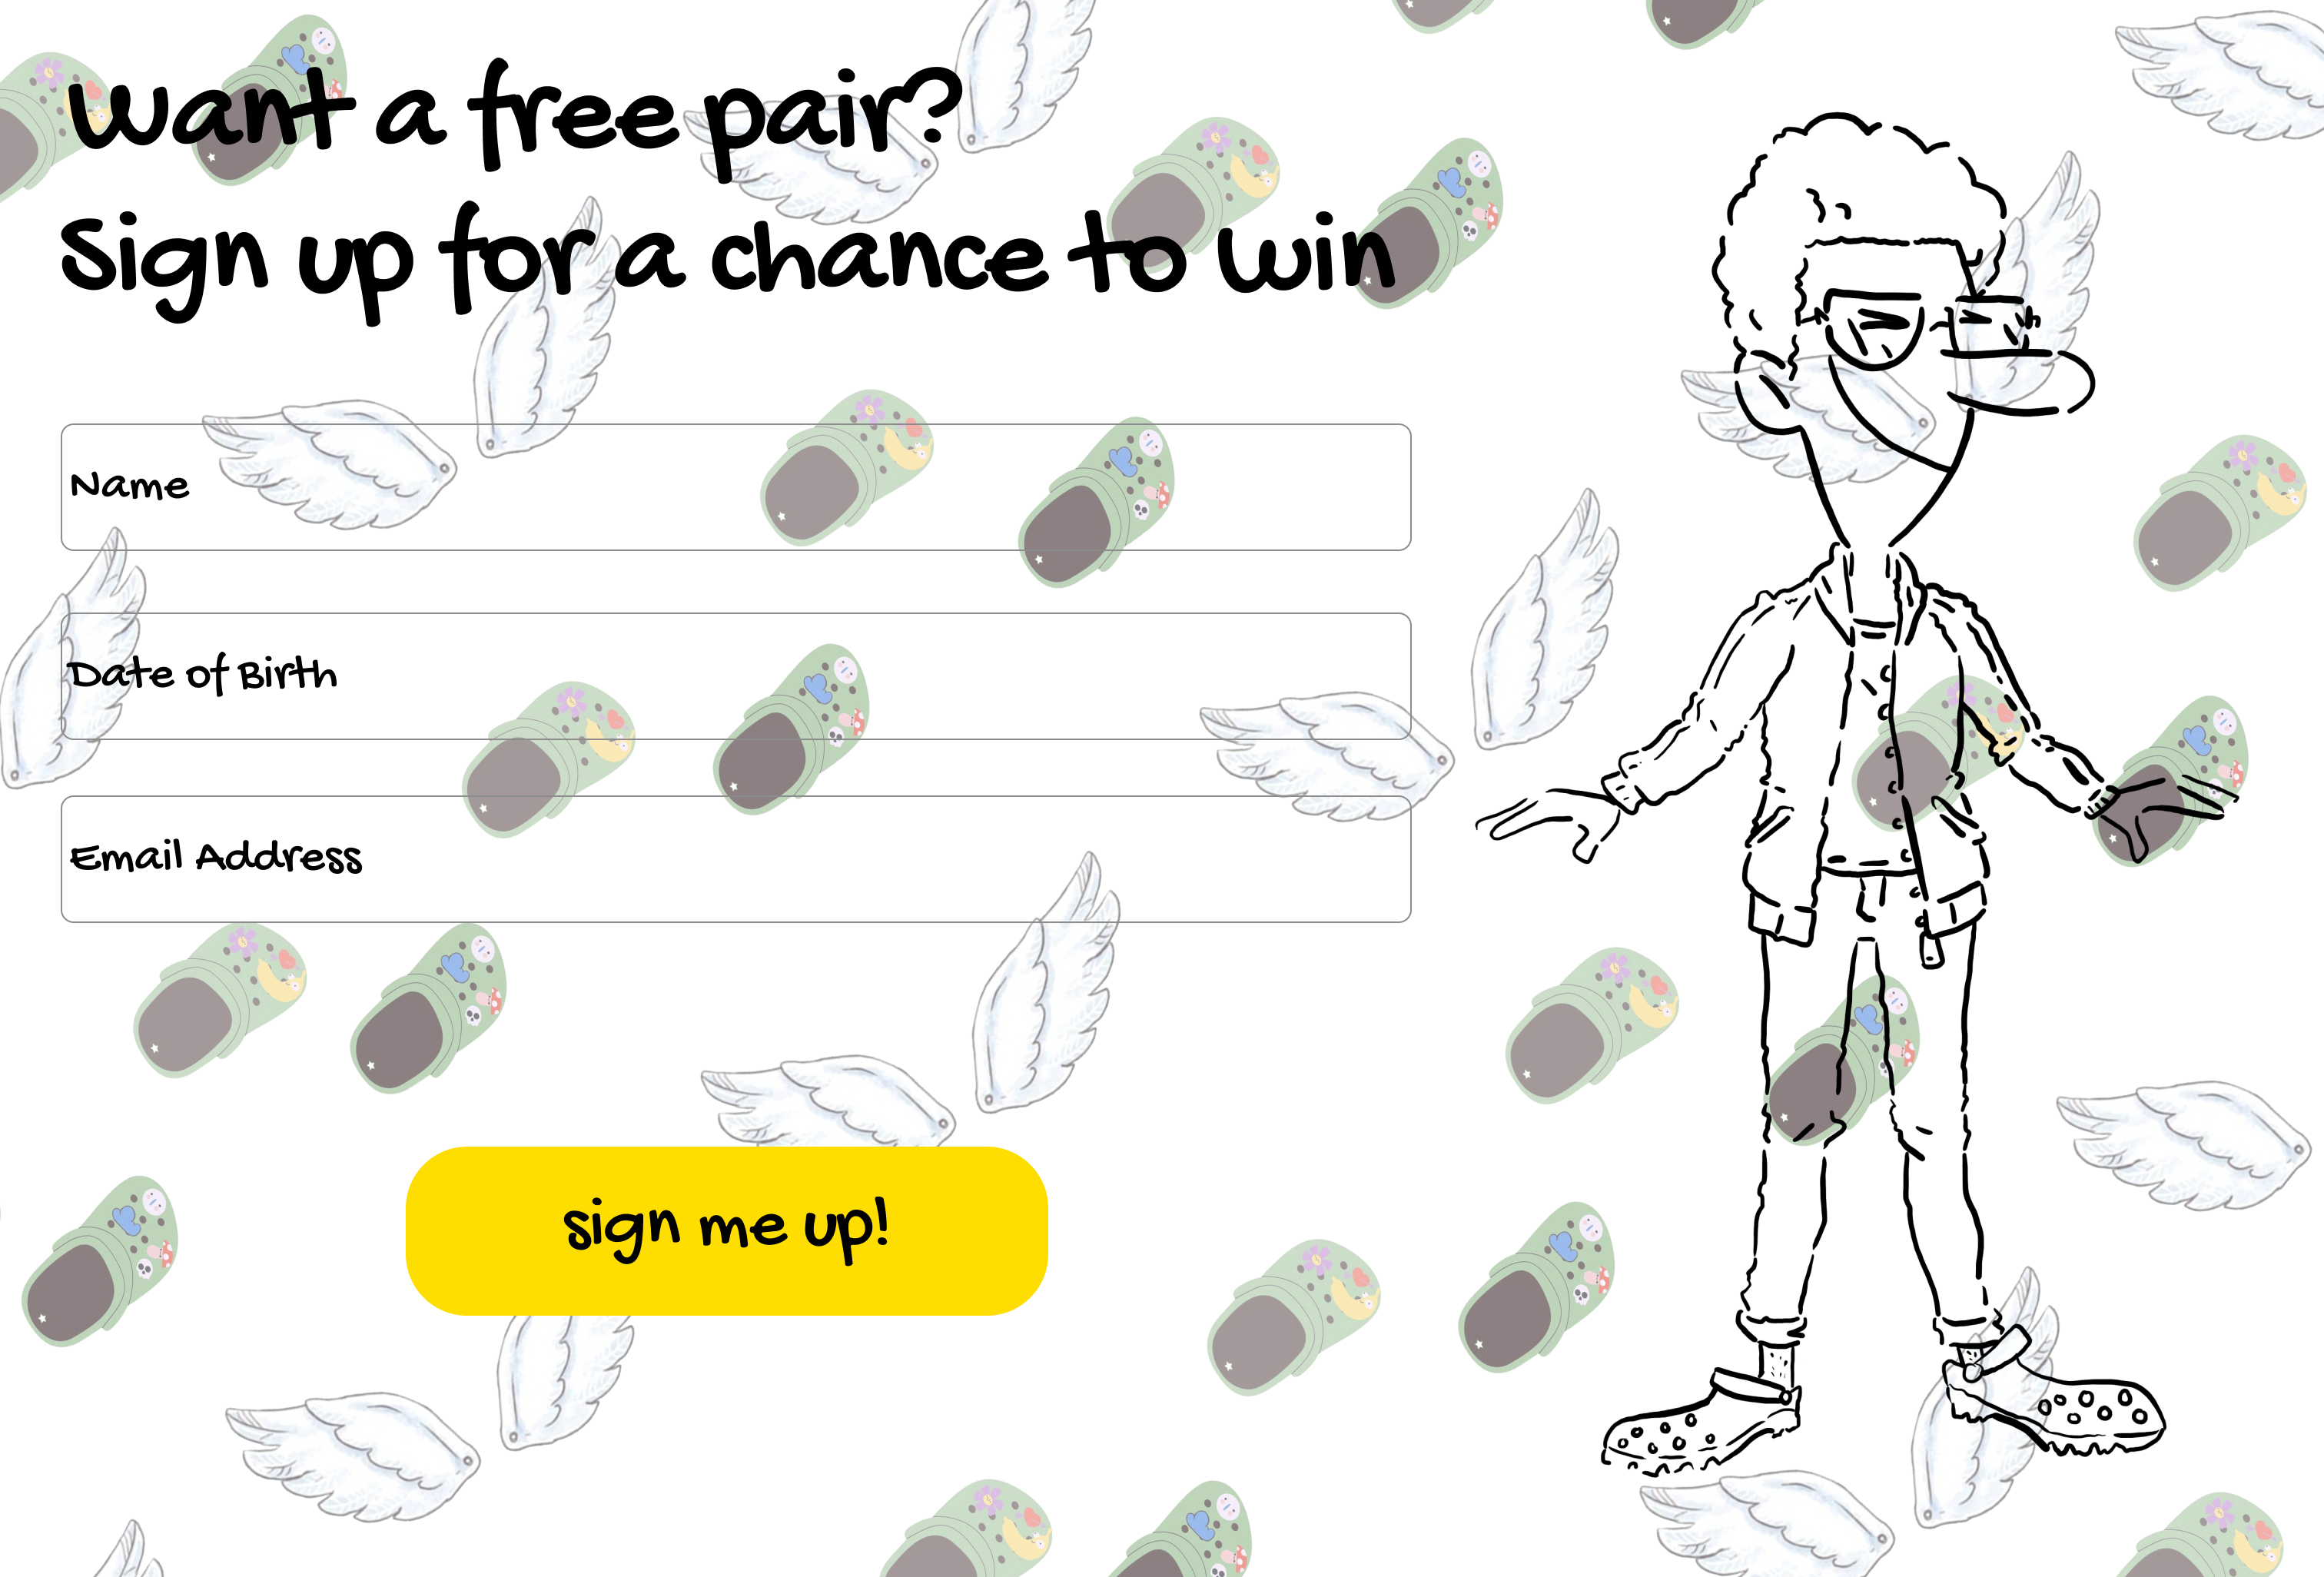 Want a free pair?
Sign up for a chance to win
Name
Date of Birth
Email Address
sign me up!